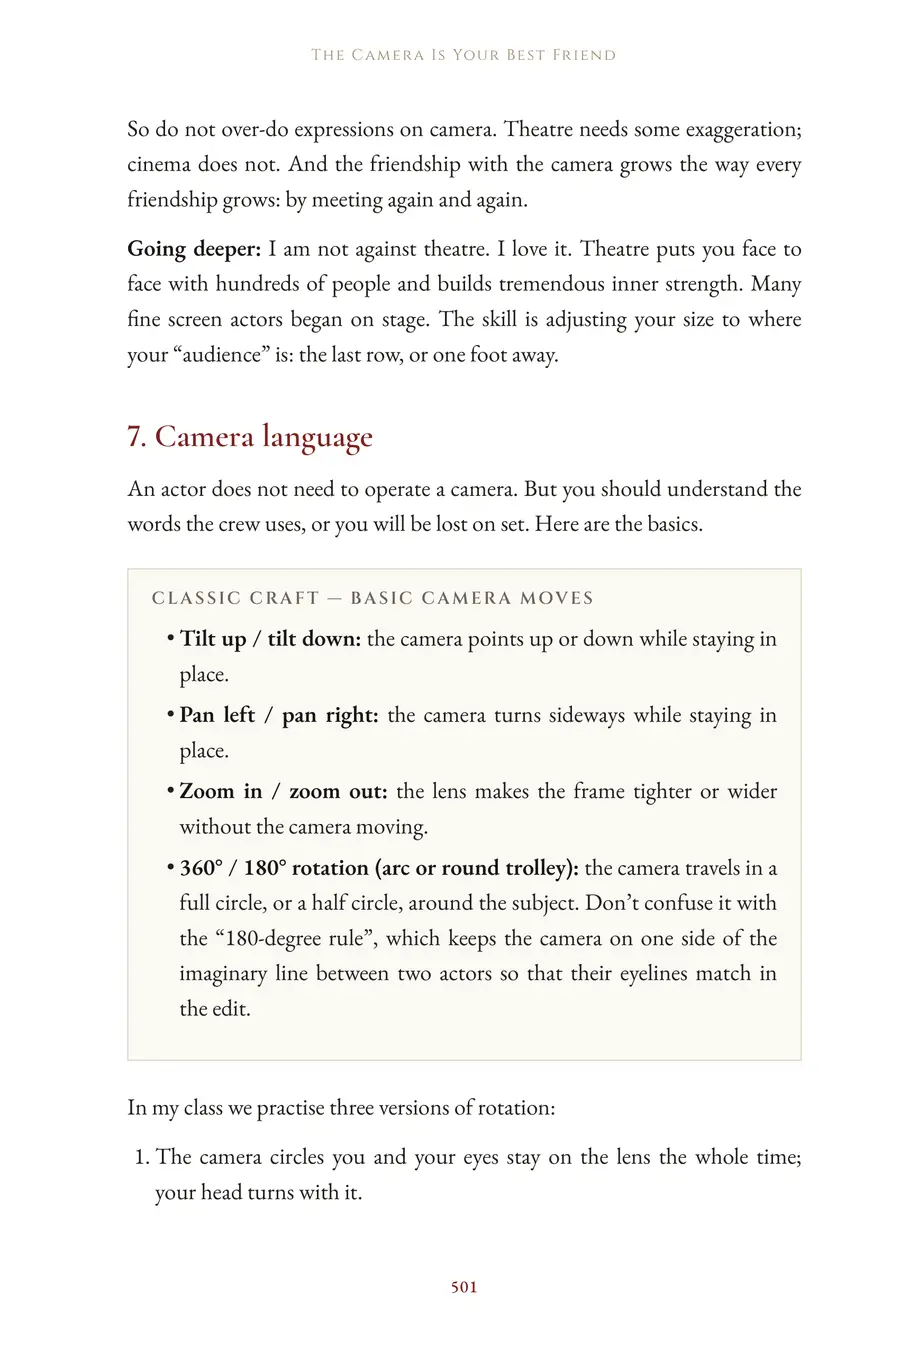 The Camera Is Your Best Friend
So do not over-do expressions on camera. Theatre needs some exaggeration;
cinema does not. And the friendship with the camera grows the way every
friendship grows: by meeting again and again.
Going deeper: I am not against theatre. I love it. Theatre puts you face to
face with hundreds of people and builds tremendous inner strength. Many
fine screen actors began on stage. The skill is adjusting your size to where
your “audience” is: the last row, or one foot away.
7. Camera language
An actor does not need to operate a camera. But you should understand the
words the crew uses, or you will be lost on set. Here are the basics.
CLASSIC CRAFT — BASIC CAMERA MOVES
• Tilt up / tilt down: the camera points up or down while staying in
place.
• Pan left / pan right: the camera turns sideways while staying in
place.
• Zoom in / zoom out: the lens makes the frame tighter or wider
without the camera moving.
• 360° / 180° rotation (arc or round trolley): the camera travels in a
full circle, or a half circle, around the subject. Don’t confuse it with
the “180-degree rule”, which keeps the camera on one side of the
imaginary line between two actors so that their eyelines match in
the edit.
In my class we practise three versions of rotation:
1. The camera circles you and your eyes stay on the lens the whole time;
your head turns with it.
501